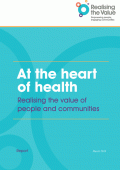 Realising
the Value
At the heart
of health
Realising the value of
people and communities